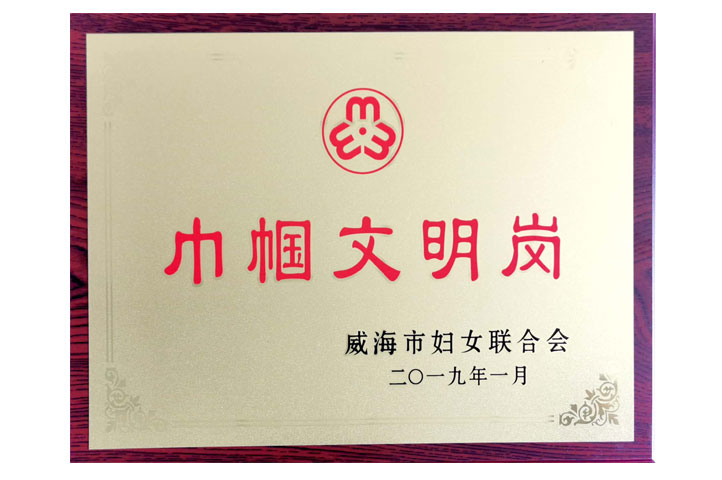 巾帼文明岗
威海市妇女联合会
二〇一九年一月